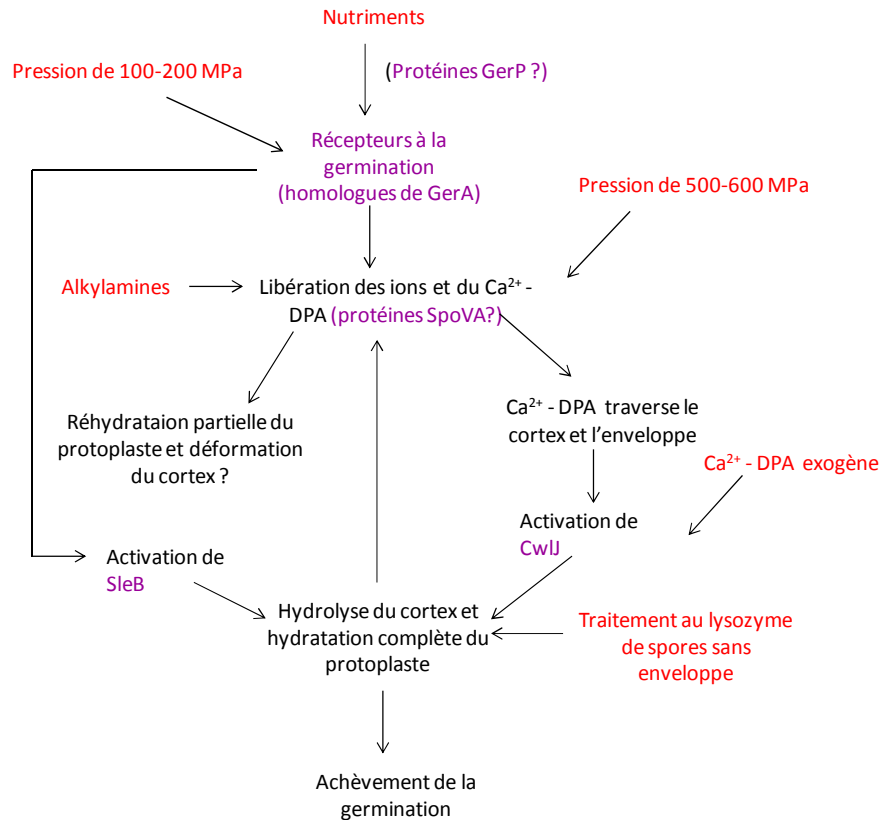 Nutriments
(Protéines GerP ?)
Pression de 100-200 MPa
Récepteurs à la
germination
(homologues de GerA)
Pression de 500-600 MPa
Alkylamines
Libération des ions et du Ca²⁺ -
DPA (protéines SpoVA?)
Réhydrataion partielle du
protoplaste et déformation
du cortex ?
Ca²⁺ - DPA traverse le
cortex et l'enveloppe
Ca²⁺ - DPA exogène
Activation de
CwlJ
Activation de
SleB
Hydrolyse du cortex et
hydratation complète du
protoplaste
Traitement au lysozyme
de spores sans
enveloppe
Achèvement de la
germination